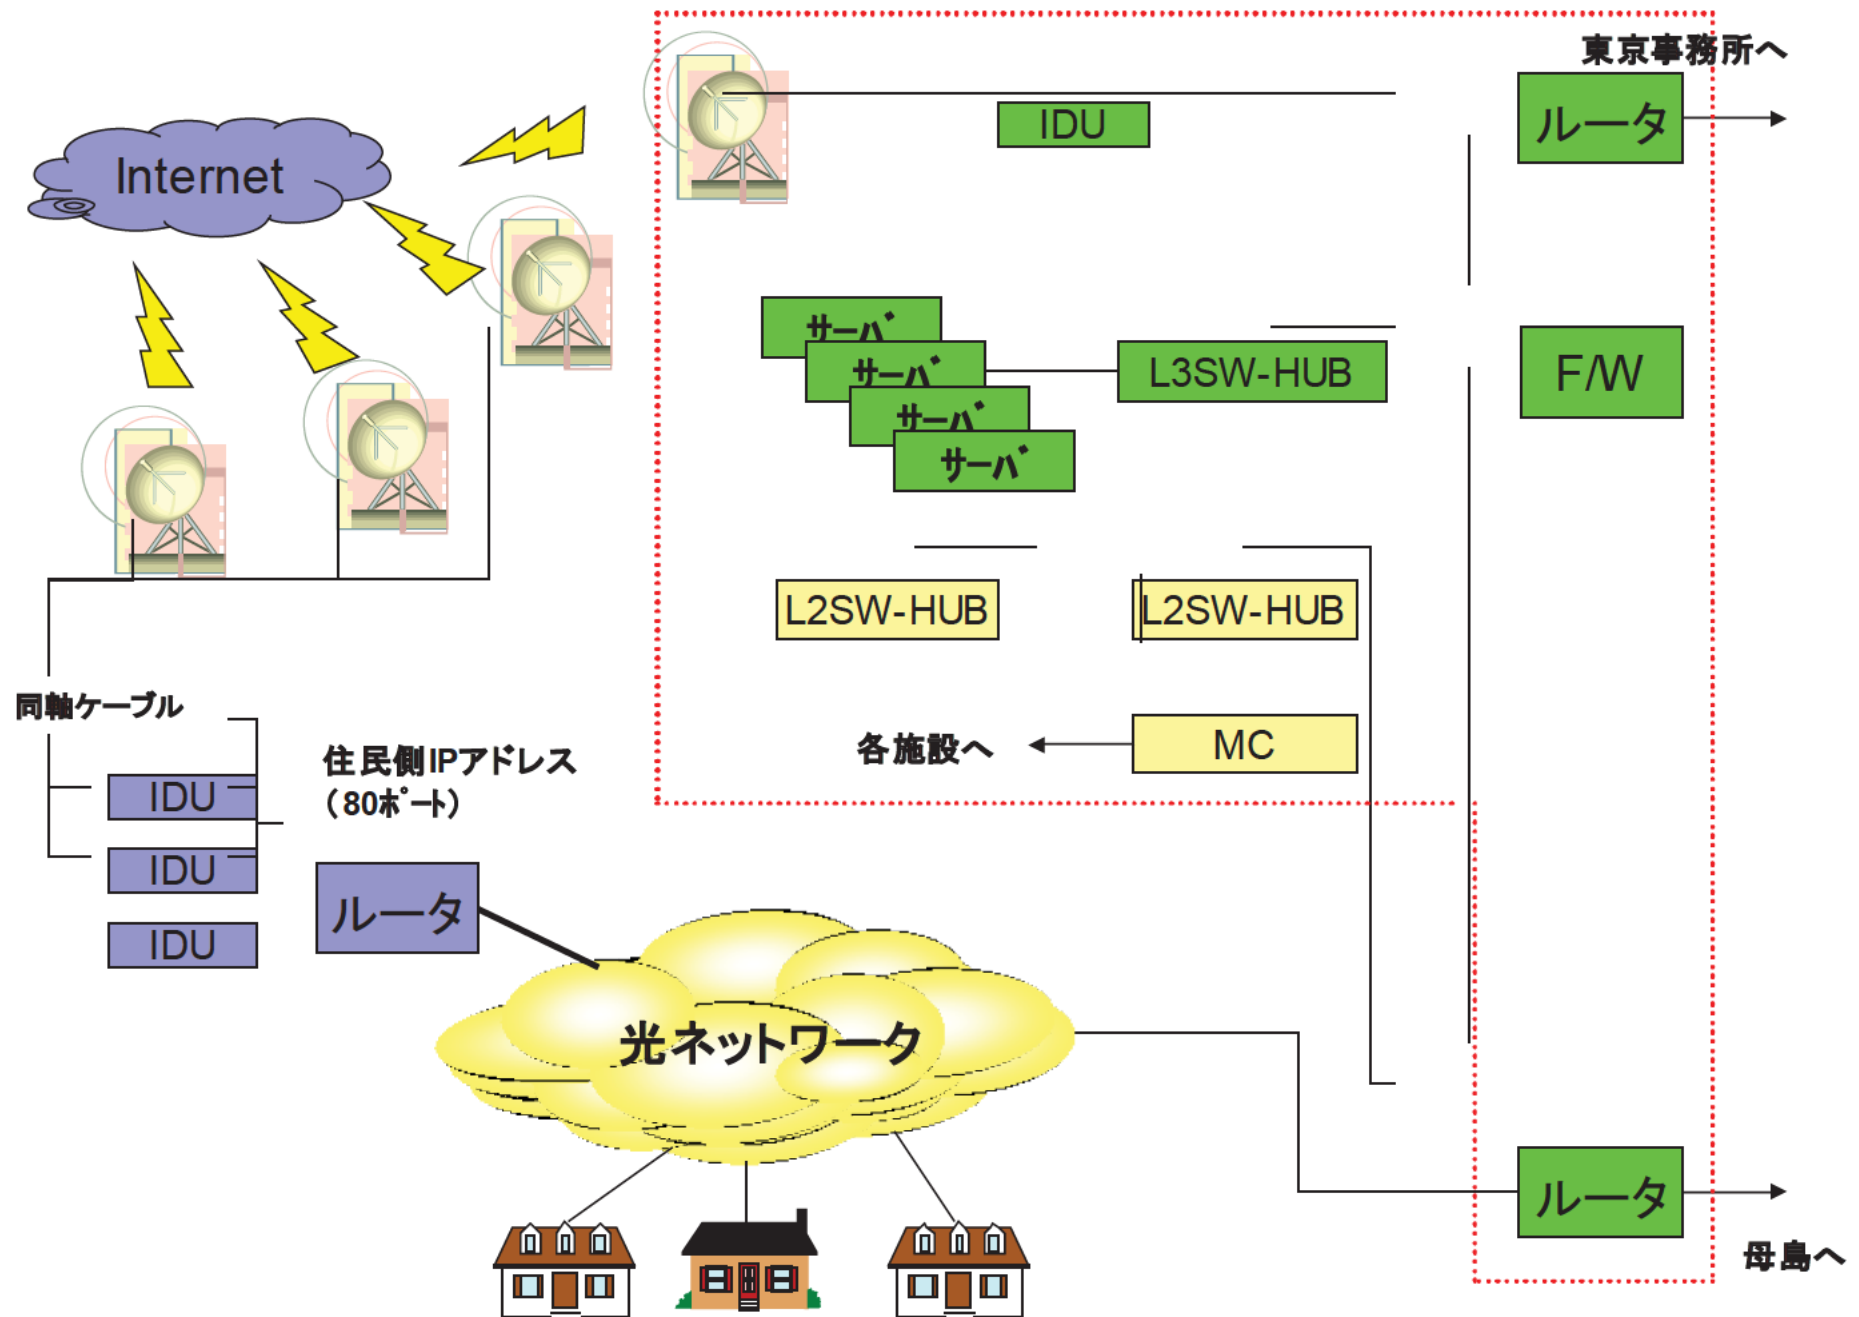 東京事務所へ
ルータ
IDU
Internet
サーバ
サーバ
サーバ
サーバ
L3SW-HUB
F/W
L2SW-HUB
L2SW-HUB
同軸ケーブル
各施設へ
MC
住民側IPアドレス
（80ポート）
IDU
IDU
IDU
ルータ
光ネットワーク
ルータ
母島へ